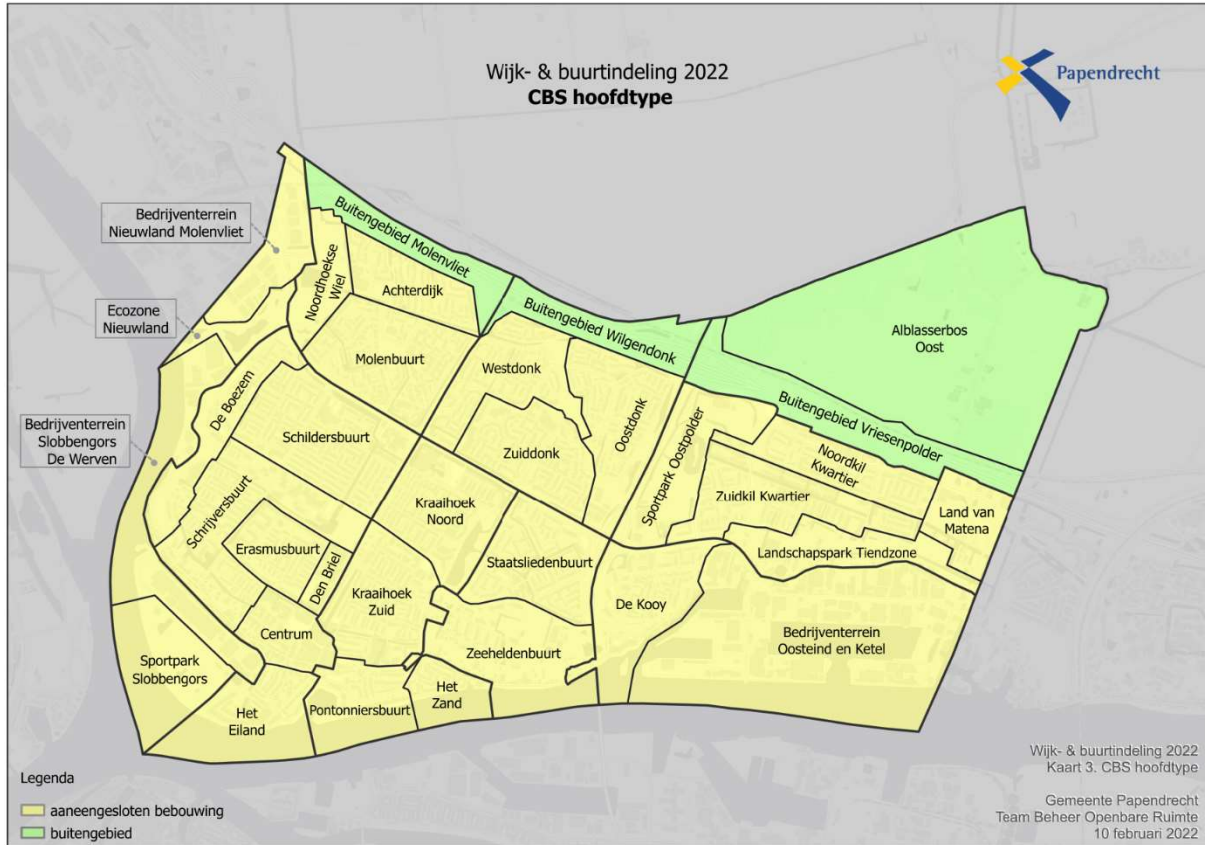 Wijk- & buurtindeling 2022
CBS hoofdtype
Papendrecht
Bedrijventerrein
Nieuwland Molenvliet
Ecozone
Nieuwland
Bedrijventerrein
Slobbengors
De Werven
Buitengebied Molenvliet
Noordhoekse
Wiel
Achterdijk
Buitengebied Wilgendonk
Alblasserbos
Oost
Molenbuurt
Westdonk
De Boezem
Oostdonk
Buitengebied Vriesenpolder
Schildersbuurt
Zuiddonk
Sportpark Oostpolder
Noordkil
Kwartier
Schrijversbuurt
Kraaihoek
Noord
Zuidkil Kwartier
Land van
Matena
Erasmusbuurt
Den Briel
Staatsliedenbuurt
Landschapspark Tiendzone
Kraaihoek
Zuid
De Kooy
Centrum
Zeeheldenbuurt
Bedrijventerrein
Oosteind en Ketel
Sportpark
Slobbengors
Het
Eiland
Pontonniersbuurt
Het
Zand
Legenda
aaneengesloten bebouwing
buitengebied
Wijk- & buurtindeling 2022
Kaart 3. CBS hoofdtype
Gemeente Papendrecht
Team Beheer Openbare Ruimte
10 februari 2022